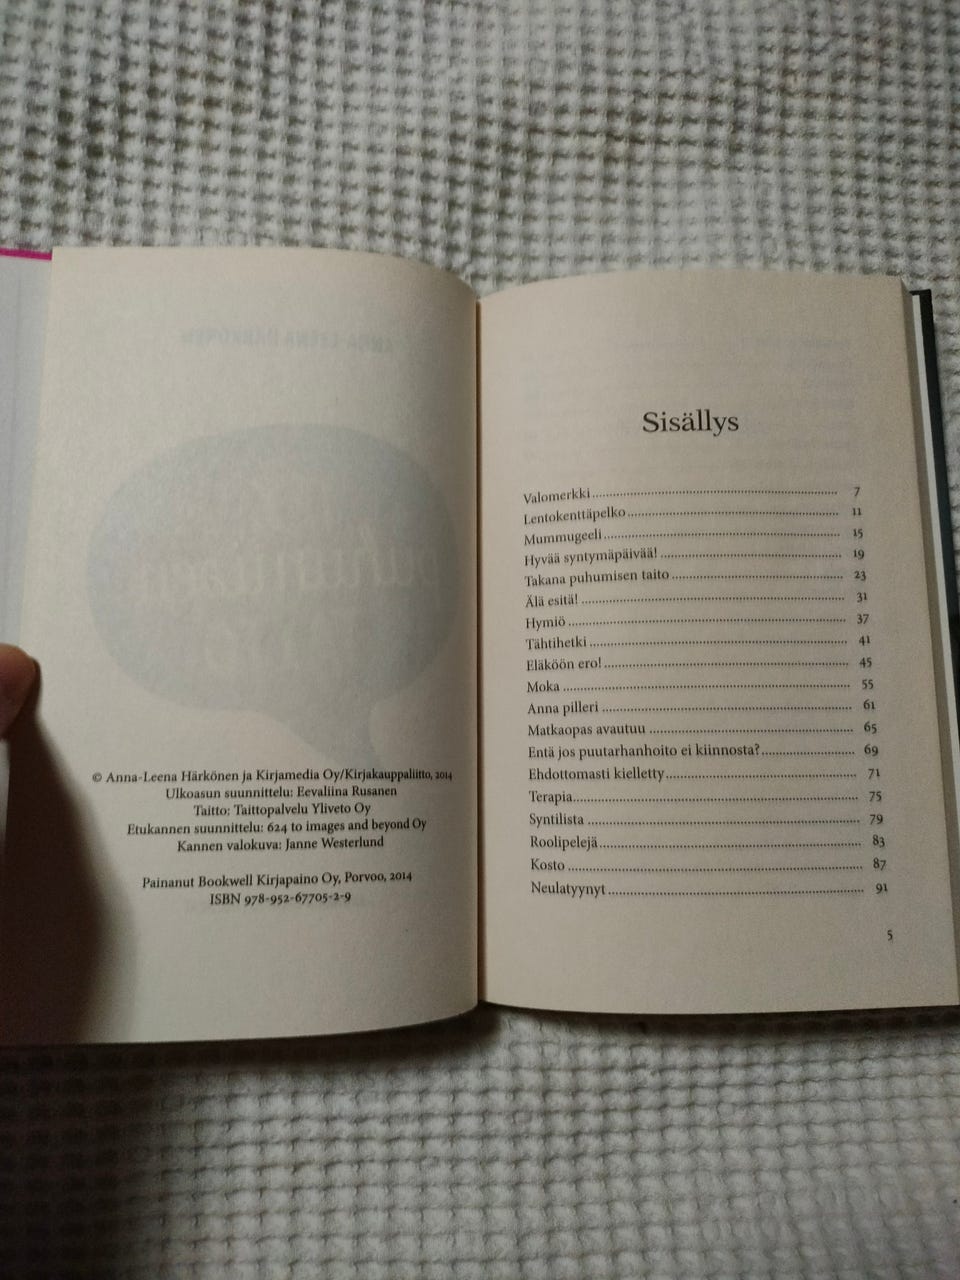 © Anna-Leena Härkönen ja Kirjamedia Oy/Kirjakauppaliitto, 2014
Ulkoasun suunnittelu: Eevaliina Rusanen
Taitto: Taittopalvelu Yliveto Oy
Etukannen suunnittelu: 624 to images and beyond Oy
Kannen valokuva: Janne Westerlund
Painanut Bookwell Kirjapaino Oy, Porvoo, 2014
ISBN 978-952-67705-2-9
Sisällys
Valomerkki 7
Lentokenttäpelko 11
Mummugeeli 15
Hyvää syntymäpäivää! 19
Takana puhumisen taito 23
Älä esitä! 31
Hymiö 37
Tähtihetki 41
Eläköön ero! 45
Moka 55
Anna pilleri 61
Matkaopas avautuu 65
Entä jos puutarhanhoito ei kiinnosta? 69
Ehdottomasti kielletty 71
Terapia 75
Syntilista 79
Roolipelejä 83
Kosto 87
Neulatyynyt 91
5